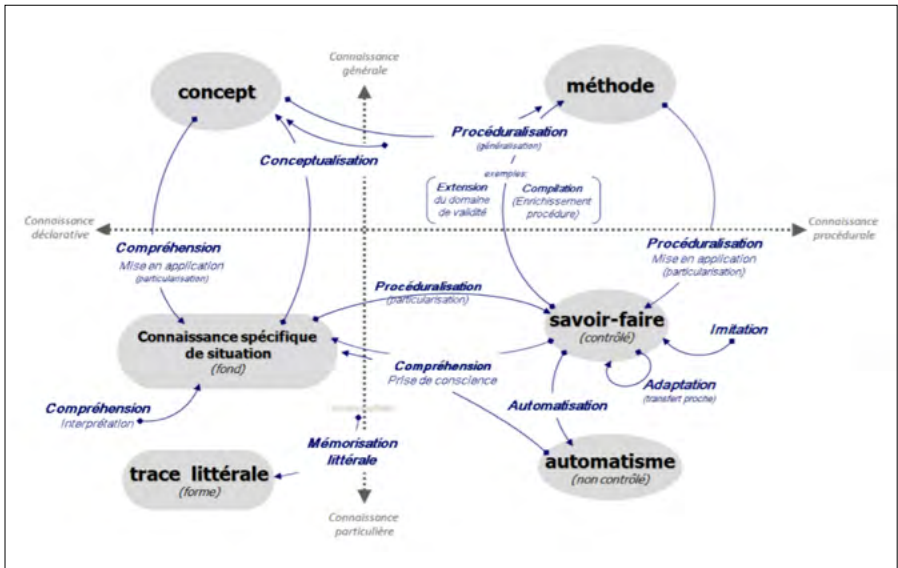 Connaissance
générale
concept
méthode
Procéduralisation
(généralisation)
Conceptualisation
exemples:
Extension
du domaine
de validité
Compilation
(Enrichissement
procédure)
Connaissance
déclarative
Connaissance
procédurale
Compréhension
Mise en application
(particularisation)
Procéduralisation
Mise en application
(particularisation)
Procéduralisation
(particularisation)
savoir-faire
(contrôlé)
Imitation
Connaissance spécifique
de situation
(fond)
Compréhension
Prise de conscience
Adaptation
(transfert proche)
Compréhension
Interprétation
Automatisation
Mémorisation
littérale
trace littérale
(forme)
automatisme
(non contrôlé)
Connaissance
particulière